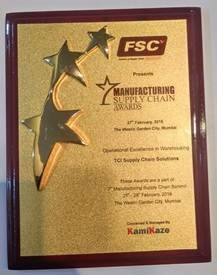 FSC
Presents
MANUFACTURING
SUPPLY CHAIN
AWARDS
27th February, 2018
The Westin Garden City, Mumbai
Operational Excellence in Warehousing
TCI Supply Chain Solutions
These Awards are a part of
7th Manufacturing Supply Chain Summit
27th - 28th February, 2018
The Westin Garden City, Mumbai
Conceived & Managed By
KamiKaze